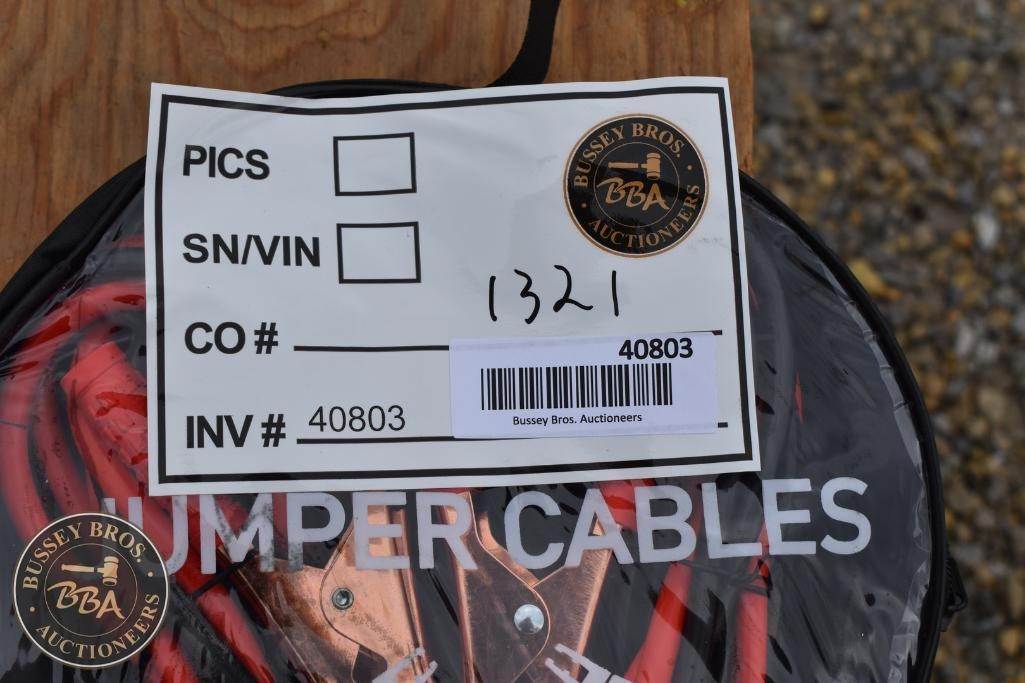 PICS
BUSSEY BROS.
BBA
AUCTIONEERS
SN/VIN
1321
CO #
40803
INV # 40803
Bussey Bros. Auctioneers
JUMPER CABLES
BUSSEY BROS.
BBA
AUCTIONEERS